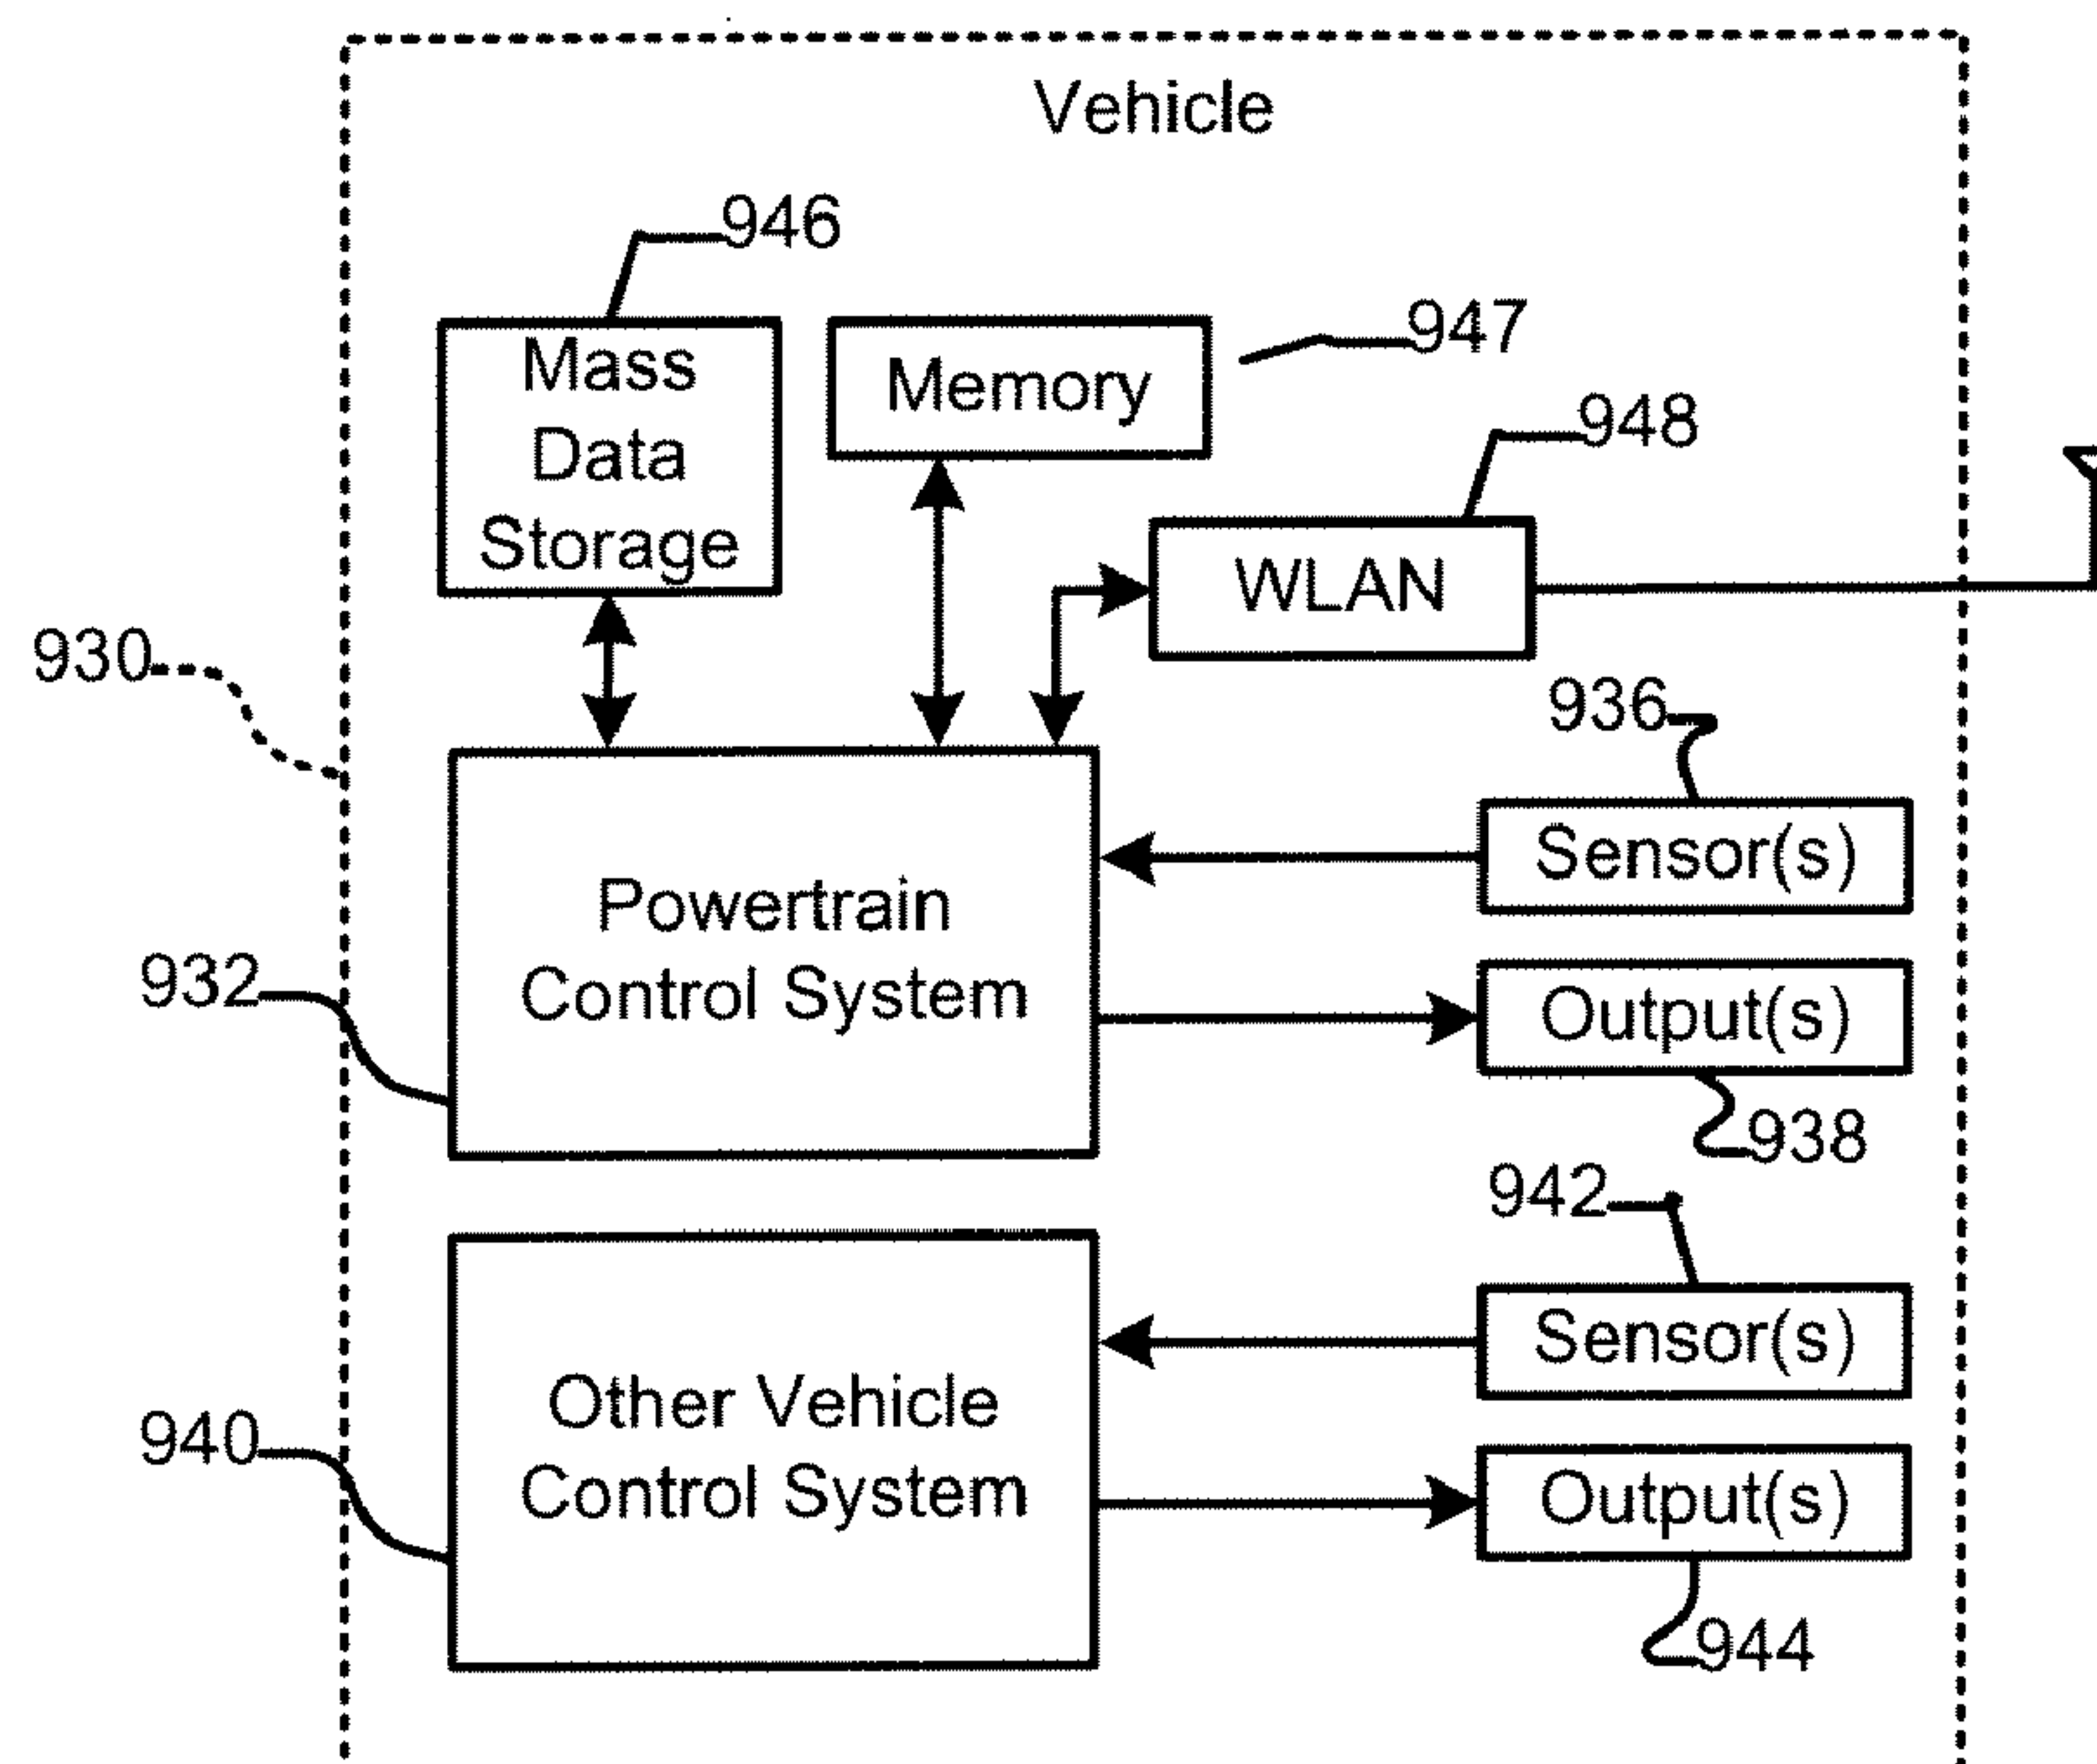 Vehicle
946
Mass
Data
Storage
Memory
947
948
WLAN
930
936
Sensor(s)
Powertrain
Control System
932
Output(s)
938
942
Sensor(s)
Other Vehicle
Control System
940
Output(s)
944